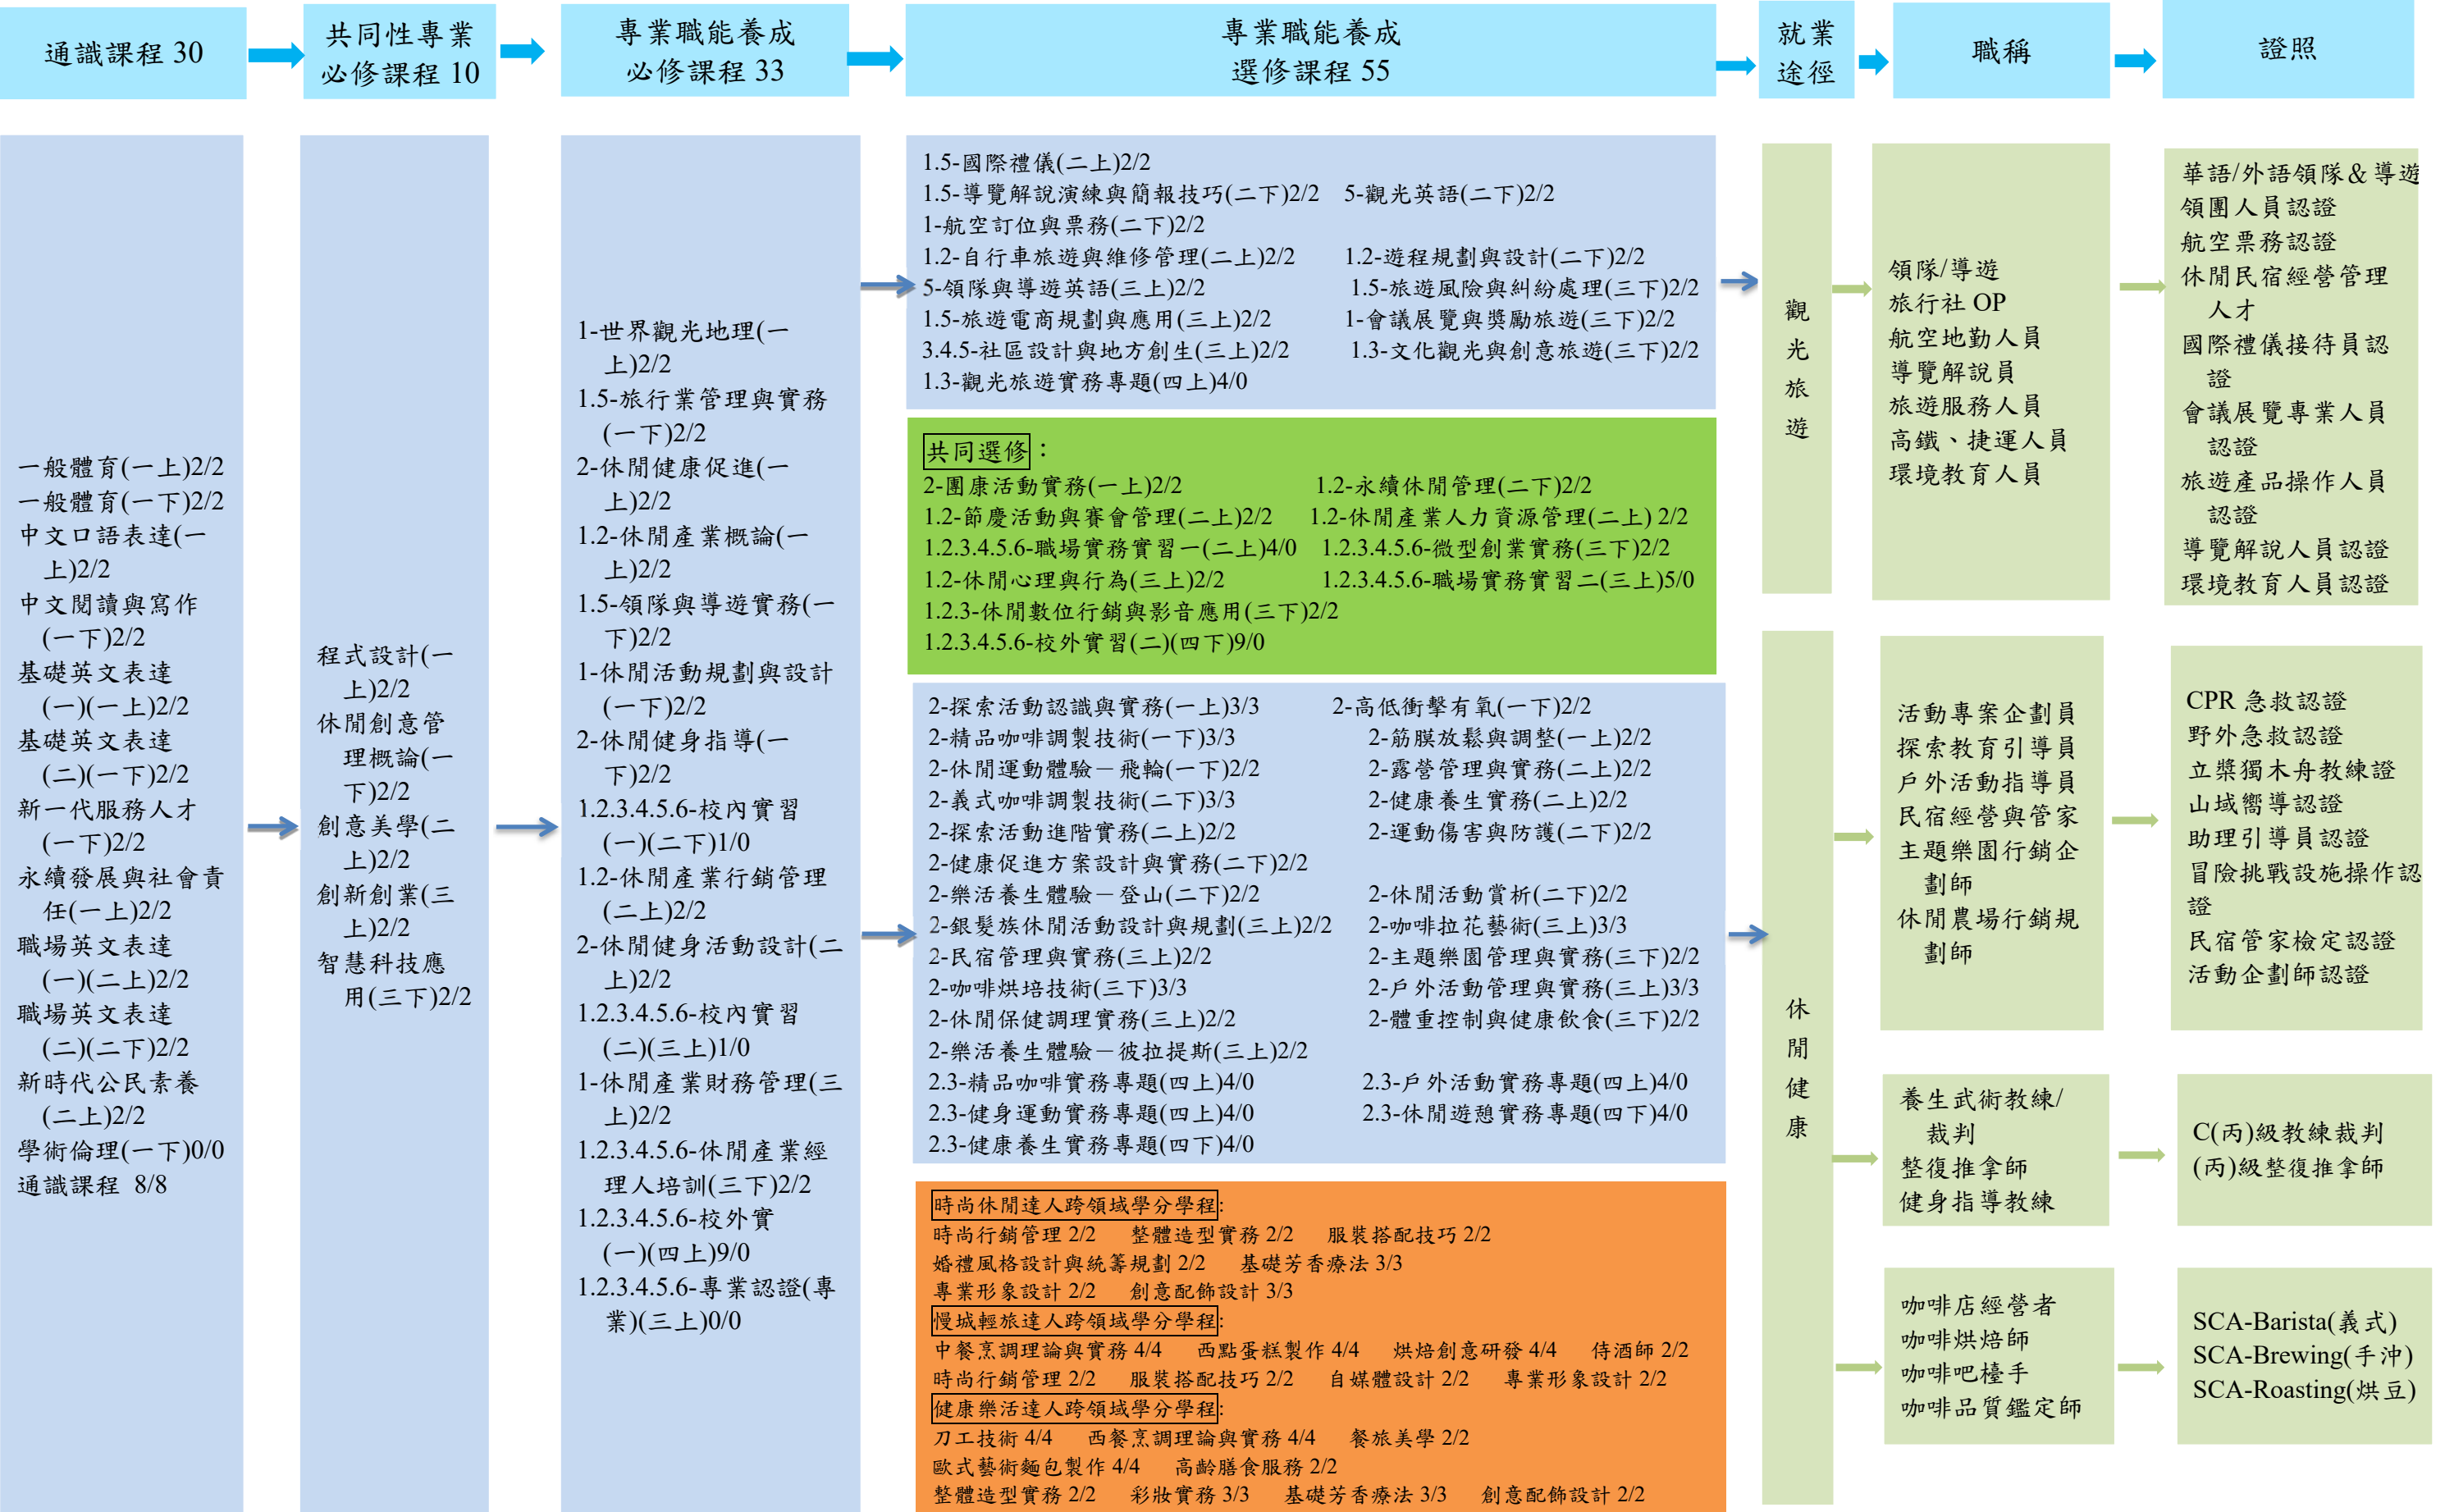 通識課程 30
共同性專業
必修課程 10
專業職能養成
必修課程 33
專業職能養成
選修課程 55
就業
途徑
職稱
證照
一般體育(一上)2/2
一般體育(一下)2/2
中文口語表達(一
上)2/2
中文閱讀與寫作
(一下)2/2
基礎英文表達
(一)(一上)2/2
基礎英文表達
(二)(一下)2/2
新一代服務人才
(一下)2/2
永續發展與社會責
任(一上)2/2
職場英文表達
(一)(二上)2/2
職場英文表達
(二)(二下)2/2
新時代公民素養
(二上)2/2
學術倫理(一下)0/0
通識課程 8/8
程式設計(一
上)2/2
休閒創意管
理概論(一
下)2/2
創意美學(二
上)2/2
創新創業(三
上)2/2
智慧科技應
用(三下)2/2
1-世界觀光地理(一
上)2/2
1.5-旅行業管理與實務
(一下)2/2
2-休閒健康促進(一
上)2/2
1.2-休閒產業概論(一
上)2/2
1.5-領隊與導遊實務(一
下)2/2
1-休閒活動規劃與設計
(一下)2/2
2-休閒健身指導(一
下)2/2
1.2.3.4.5.6-校內實習
(一)(二下)1/0
1.2-休閒產業行銷管理
(二上)2/2
2-休閒健身活動設計(二
上)2/2
1.2.3.4.5.6-校內實習
(二)(三上)1/0
1-休閒產業財務管理(三
上)2/2
1.2.3.4.5.6-休閒產業經
理人培訓(三下)2/2
1.2.3.4.5.6-校外實
(一)(四上)9/0
1.2.3.4.5.6-專業認證(專
業)(三上)0/0
1.5-國際禮儀(二上)2/2
1.5-導覽解說演練與簡報技巧(二下)2/2 5-觀光英語(二下)2/2
1-航空訂位與票務(二下)2/2
1.2-自行車旅遊與維修管理(二上)2/2 1.2-遊程規劃與設計(二下)2/2
5-領隊與導遊英語(三上)2/2 1.5-旅遊風險與糾紛處理(三下)2/2
1.5-旅遊電商規劃與應用(三上)2/2 1-會議展覽與獎勵旅遊(三下)2/2
3.4.5-社區設計與地方創生(三上)2/2 1.3-文化觀光與創意旅遊(三下)2/2
1.3-觀光旅遊實務專題(四上)4/0
共同選修：
2-團康活動實務(一上)2/2 1.2-永續休閒管理(二下)2/2
1.2-節慶活動與賽會管理(二上)2/2 1.2-休閒產業人力資源管理(二上) 2/2
1.2.3.4.5.6-職場實務實習一(二上)4/0 1.2.3.4.5.6-微型創業實務(三下)2/2
1.2-休閒心理與行為(三上)2/2 1.2.3.4.5.6-職場實務實習二(三上)5/0
1.2.3-休閒數位行銷與影音應用(三下)2/2
1.2.3.4.5.6-校外實習(二)(四下)9/0
2-探索活動認識與實務(一上)3/3 2-高低衝擊有氧(一下)2/2
2-精品咖啡調製技術(一下)3/3 2-筋膜放鬆與調整(一上)2/2
2-休閒運動體驗－飛輪(一下)2/2 2-露營管理與實務(二上)2/2
2-義式咖啡調製技術(二下)3/3 2-健康養生實務(二上)2/2
2-探索活動進階實務(二上)2/2 2-運動傷害與防護(二下)2/2
2-健康促進方案設計與實務(二下)2/2
2-樂活養生體驗－登山(二下)2/2 2-休閒活動賞析(二下)2/2
2-銀髮族休閒活動設計與規劃(三上)2/2 2-咖啡拉花藝術(三上)3/3
2-民宿管理與實務(三上)2/2 2-主題樂園管理與實務(三下)2/2
2-咖啡烘培技術(三下)3/3 2-戶外活動管理與實務(三上)3/3
2-休閒保健調理實務(三上)2/2 2-體重控制與健康飲食(三下)2/2
2-樂活養生體驗－彼拉提斯(三上)2/2
2.3-精品咖啡實務專題(四上)4/0 2.3-戶外活動實務專題(四上)4/0
2.3-健身運動實務專題(四上)4/0 2.3-休閒遊憩實務專題(四下)4/0
2.3-健康養生實務專題(四下)4/0
時尚休閒達人跨領域學分學程:
時尚行銷管理 2/2 整體造型實務 2/2 服裝搭配技巧 2/2
婚禮風格設計與統籌規劃 2/2 基礎芳香療法 3/3
專業形象設計 2/2 創意配飾設計 3/3
慢城輕旅達人跨領域學分學程:
中餐烹調理論與實務 4/4 西點蛋糕製作 4/4 烘焙創意研發 4/4 侍酒師 2/2
時尚行銷管理 2/2 服裝搭配技巧 2/2 自媒體設計 2/2 專業形象設計 2/2
健康樂活達人跨領域學分學程:
刀工技術 4/4 西餐烹調理論與實務 4/4 餐旅美學 2/2
歐式藝術麵包製作 4/4 高齡膳食服務 2/2
整體造型實務 2/2 彩妝實務 3/3 基礎芳香療法 3/3 創意配飾設計 2/2
觀
光
旅
遊
領隊/導遊
旅行社 OP
航空地勤人員
導覽解說員
旅遊服務人員
高鐵、捷運人員
環境教育人員
華語/外語領隊＆導遊
領團人員認證
航空票務認證
休閒民宿經營管理
人才
國際禮儀接待員認
證
會議展覽專業人員
認證
旅遊產品操作人員
認證
導覽解說人員認證
環境教育人員認證
休
閒
健
康
活動專案企劃員
探索教育引導員
戶外活動指導員
民宿經營與管家
主題樂園行銷企
劃師
休閒農場行銷規
劃師
CPR 急救認證
野外急救認證
立槳獨木舟教練證
山域嚮導認證
助理引導員認證
冒險挑戰設施操作認
證
民宿管家檢定認證
活動企劃師認證
養生武術教練/
裁判
整復推拿師
健身指導教練
C(丙)級教練裁判
(丙)級整復推拿師
咖啡店經營者
咖啡烘焙師
咖啡吧檯手
咖啡品質鑑定師
SCA-Barista(義式)
SCA-Brewing(手沖)
SCA-Roasting(烘豆)